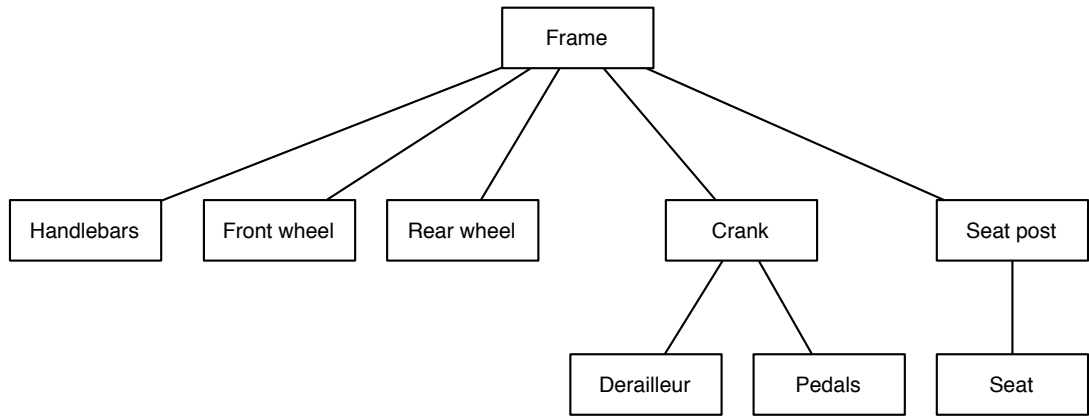 Frame
Handlebars
Front wheel
Rear wheel
Crank
Seat post
Derailleur
Pedals
Seat